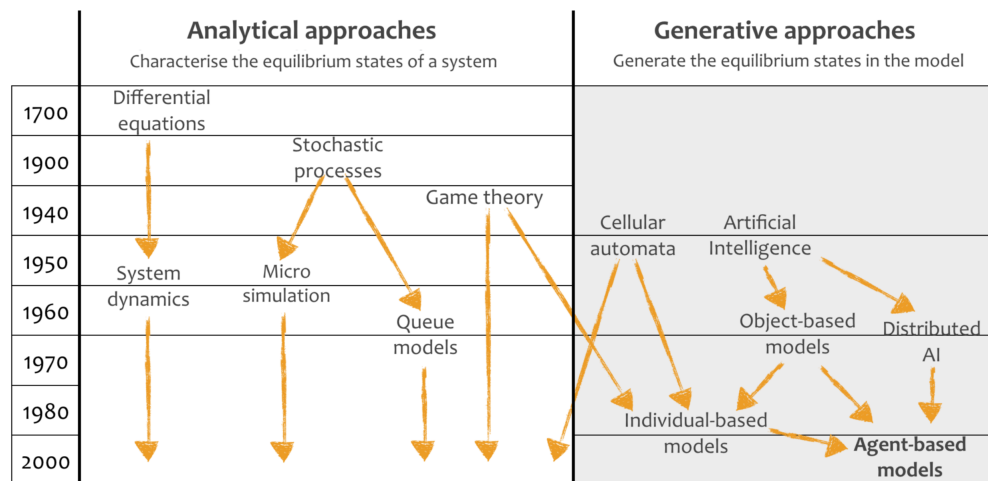 Analytical approaches
Characterise the equilibrium states of a system
Generative approaches
Generate the equilibrium states in the model
1700
Differential
equations
1900
Stochastic
processes
1940
Game theory
Cellular
automata
Artificial
Intelligence
1950
System
dynamics
Micro
simulation
1960
Queue
models
Object-based
models
Distributed
AI
1970
1980
Individual-based
models
2000
Agent-based
models